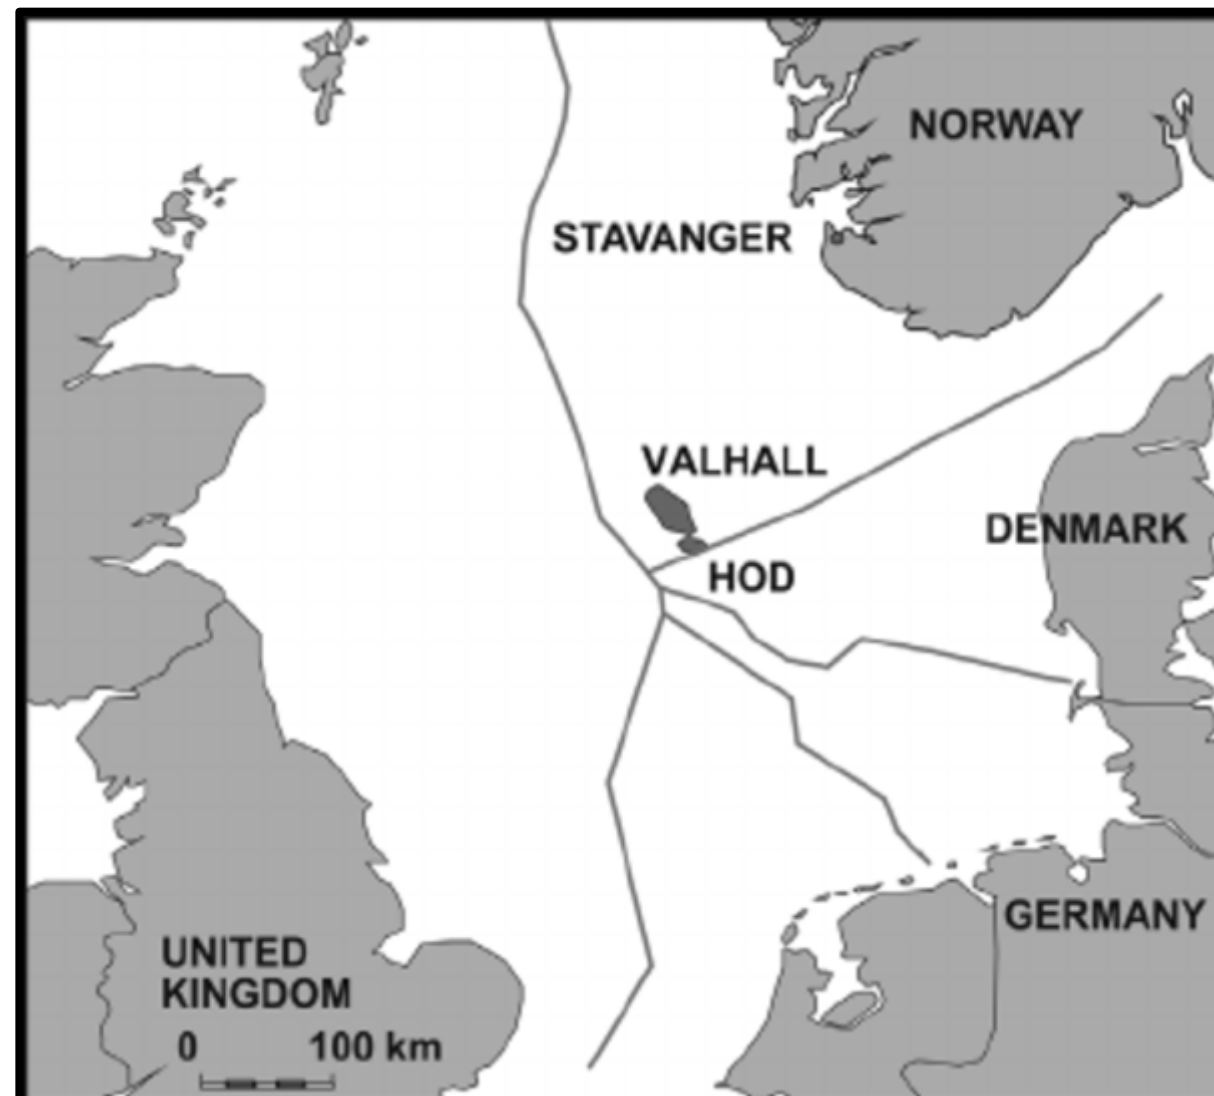 NORWAY
STAVANGER
VALHALL
DENMARK
HOD
GERMANY
UNITED
KINGDOM
0 100 km